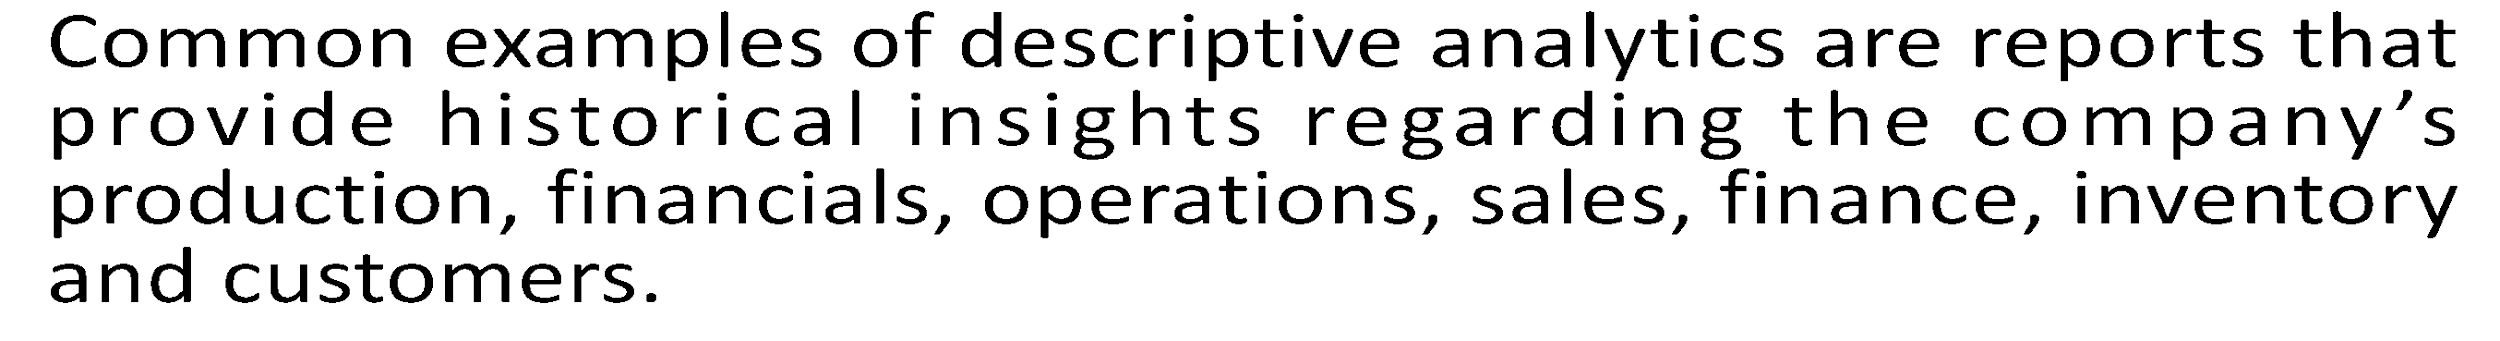 Common examples of descriptive analytics are reports that
provide historical insights regarding the company’s
production, financials, operations, sales, finance, inventory
and customers.